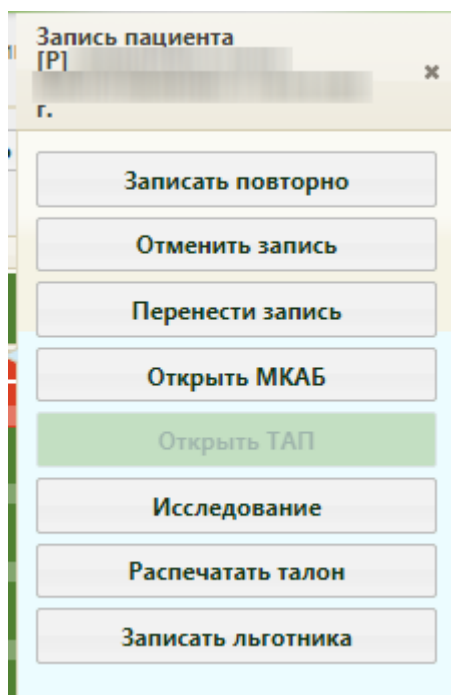 Запись пациента
[Р]
г.
Записать повторно
Отменить запись
Перенести запись
Открыть МКАБ
Открыть ТАП
Исследование
Распечатать талон
Записать льготника